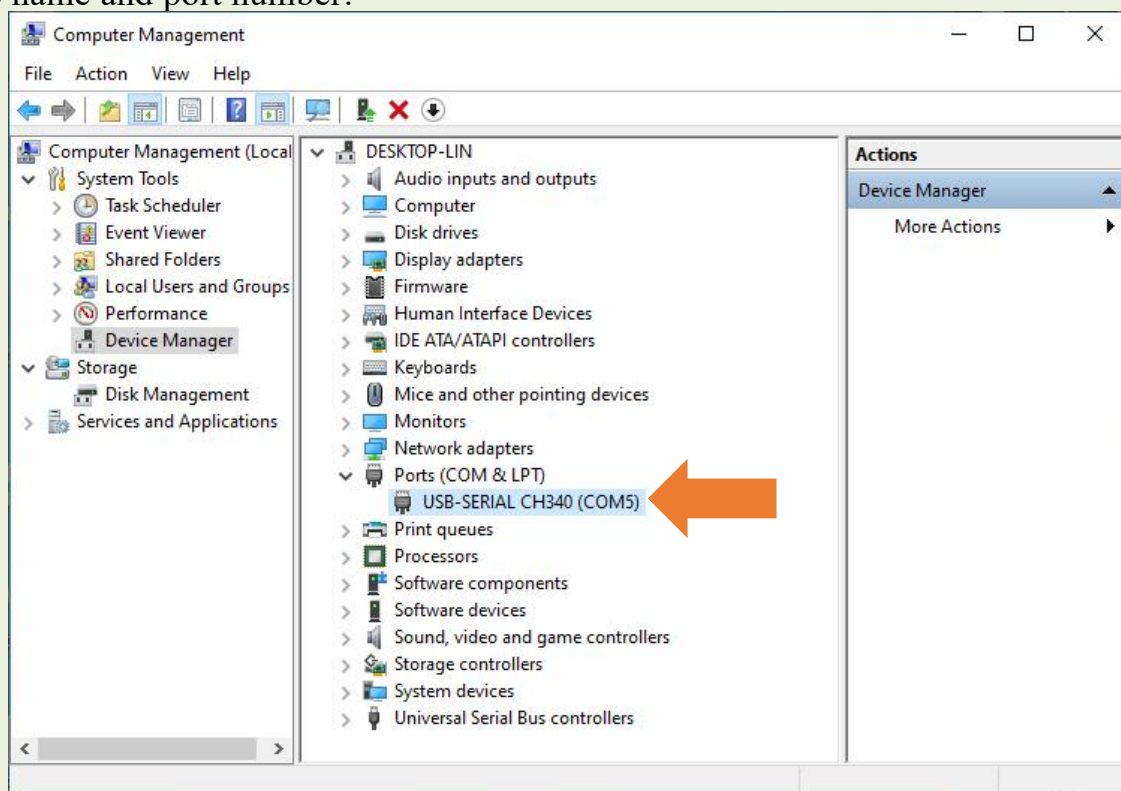 name and port number.
Computer Management
File Action View Help
Computer Management (Local
System Tools
Task Scheduler
Event Viewer
Shared Folders
Local Users and Groups
Performance
Device Manager
Storage
Disk Management
Services and Applications
DESKTOP-LIN
Audio inputs and outputs
Computer
Disk drives
Display adapters
Firmware
Human Interface Devices
IDE ATA/ATAPI controllers
Keyboards
Mice and other pointing devices
Monitors
Network adapters
Ports (COM & LPT)
USB-SERIAL CH340 (COM5)
Print queues
Processors
Software components
Software devices
Sound, video and game controllers
Storage controllers
System devices
Universal Serial Bus controllers
Actions
Device Manager
More Actions